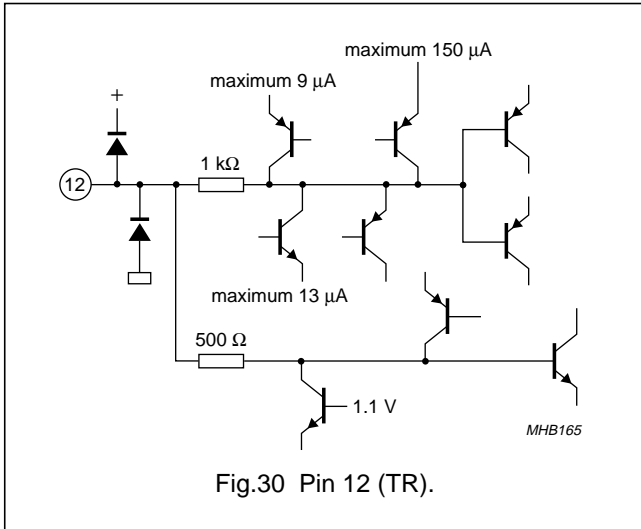 maximum 150 μA
maximum 9 μA
+
1 kΩ
12
maximum 13 μA
500 Ω
1.1 V
MHB165
Fig.30 Pin 12 (TR).